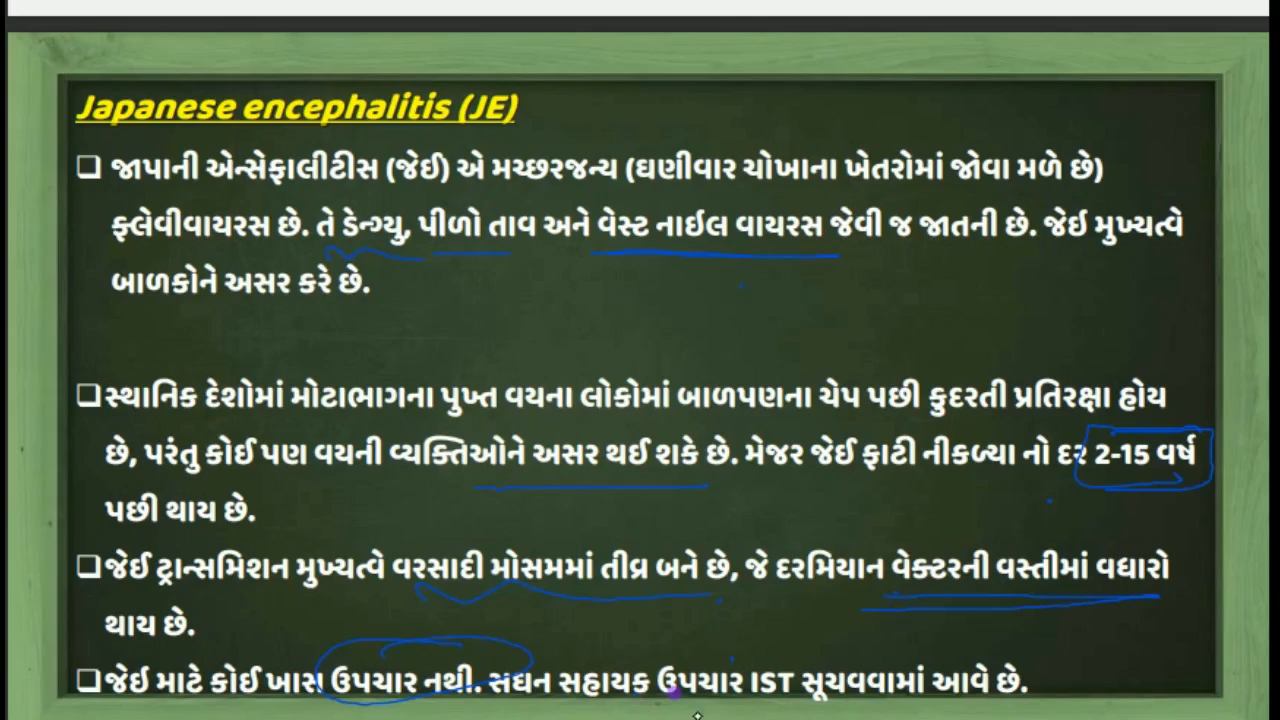 Japanese encephalitis (JE)
❑ જાપાની એન્સેફાલીટીસ (જેઈ) એ મચ્છરજન્ય (ઘણીવાર ચોખાના ખેતરોમાં જોવા મળે છે)
ફ્લેવીવાયરસ છે. તે ડેન્ગ્યુ, પીળો તાવ અને વેસ્ટ નાઇલ વાયરસ જેવી જ જાતની છે. જેઇ મુખ્યત્વે
બાળકોને અસર કરે છે.
❑ સ્થાનિક દેશોમાં મોટાભાગના પુખ્ત વયના લોકોમાં બાળપણના ચેપ પછી કુદરતી પ્રતિરક્ષા હોય
છે, પરંતુ કોઈ પણ વયની વ્યક્તિઓને અસર થઈ શકે છે. મેજર જેઈ ફાટી નીકળ્યા નો દર 2-15 વર્ષ
પછી થાય છે.
❑ જેઈ ટ્રાન્સમિશન મુખ્યત્વે વરસાદી મોસમમાં તીવ્ર બને છે, જે દરમિયાન વેક્ટરની વસ્તીમાં વધારો
થાય છે.
❑ જેઇ માટે કોઈ ખાસ ઉપચાર નથી. સઘન સહાયક ઉપચાર IST સૂચવવામાં આવે છે.